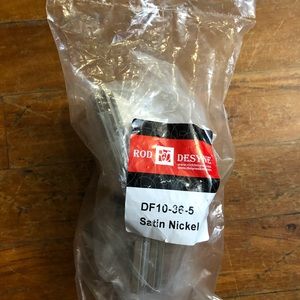 ROD DESYNE
DF10-36-5
Satin Nickel